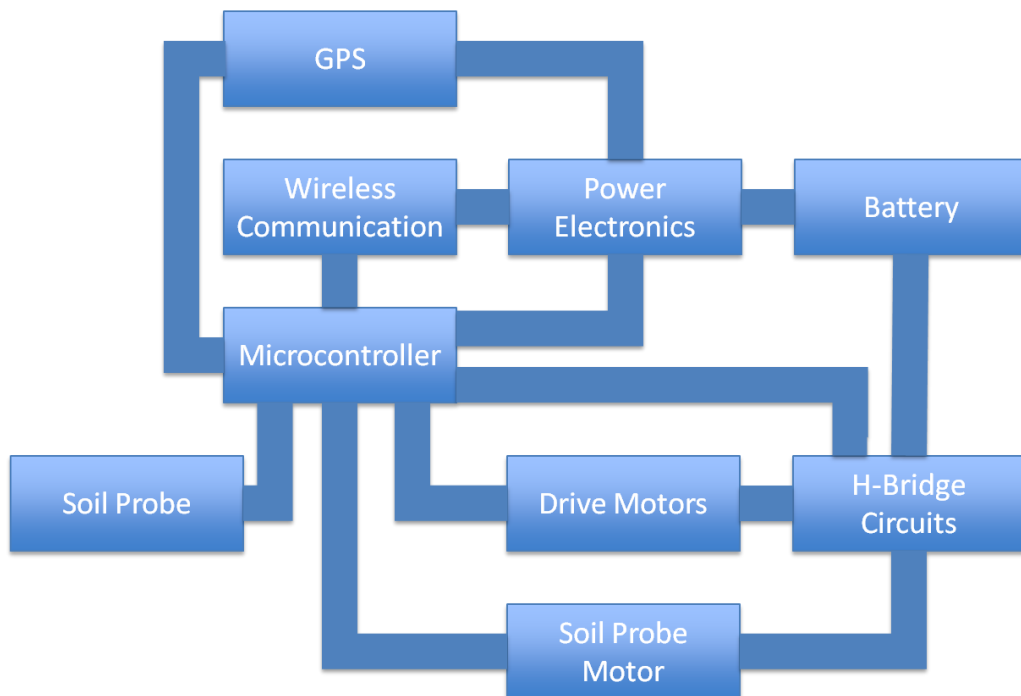 GPS
Wireless
Communication
Power
Electronics
Battery
Microcontroller
Soil Probe
Drive Motors
H-Bridge
Circuits
Soil Probe
Motor